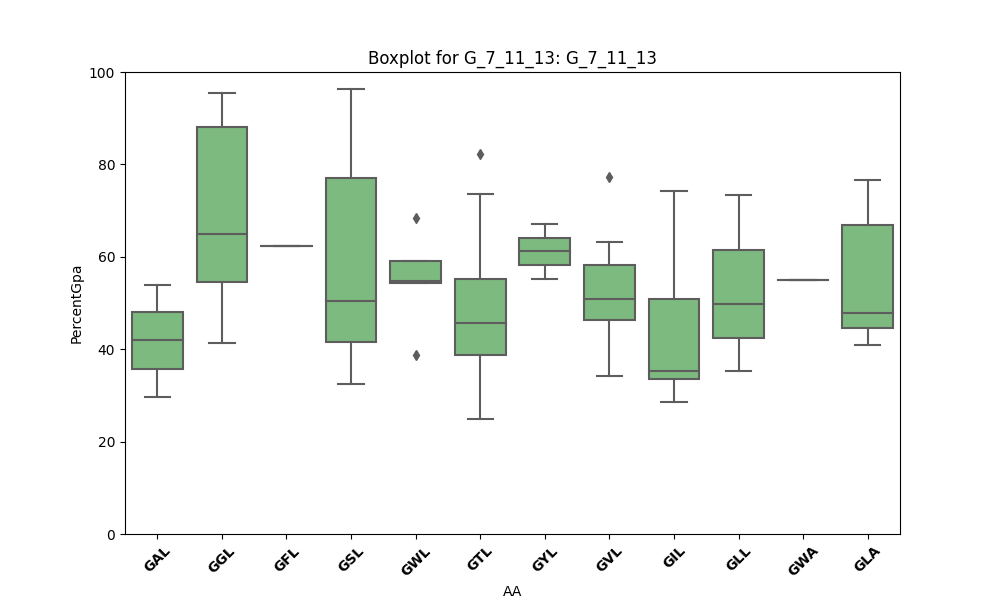 Boxplot for G_7_11_13: G_7_11_13
PercentGpa
100
80
60
40
20
0
GAL GGL GFL GSL GWL GTL GYL GVL GIL GLL GWA GLA
AA